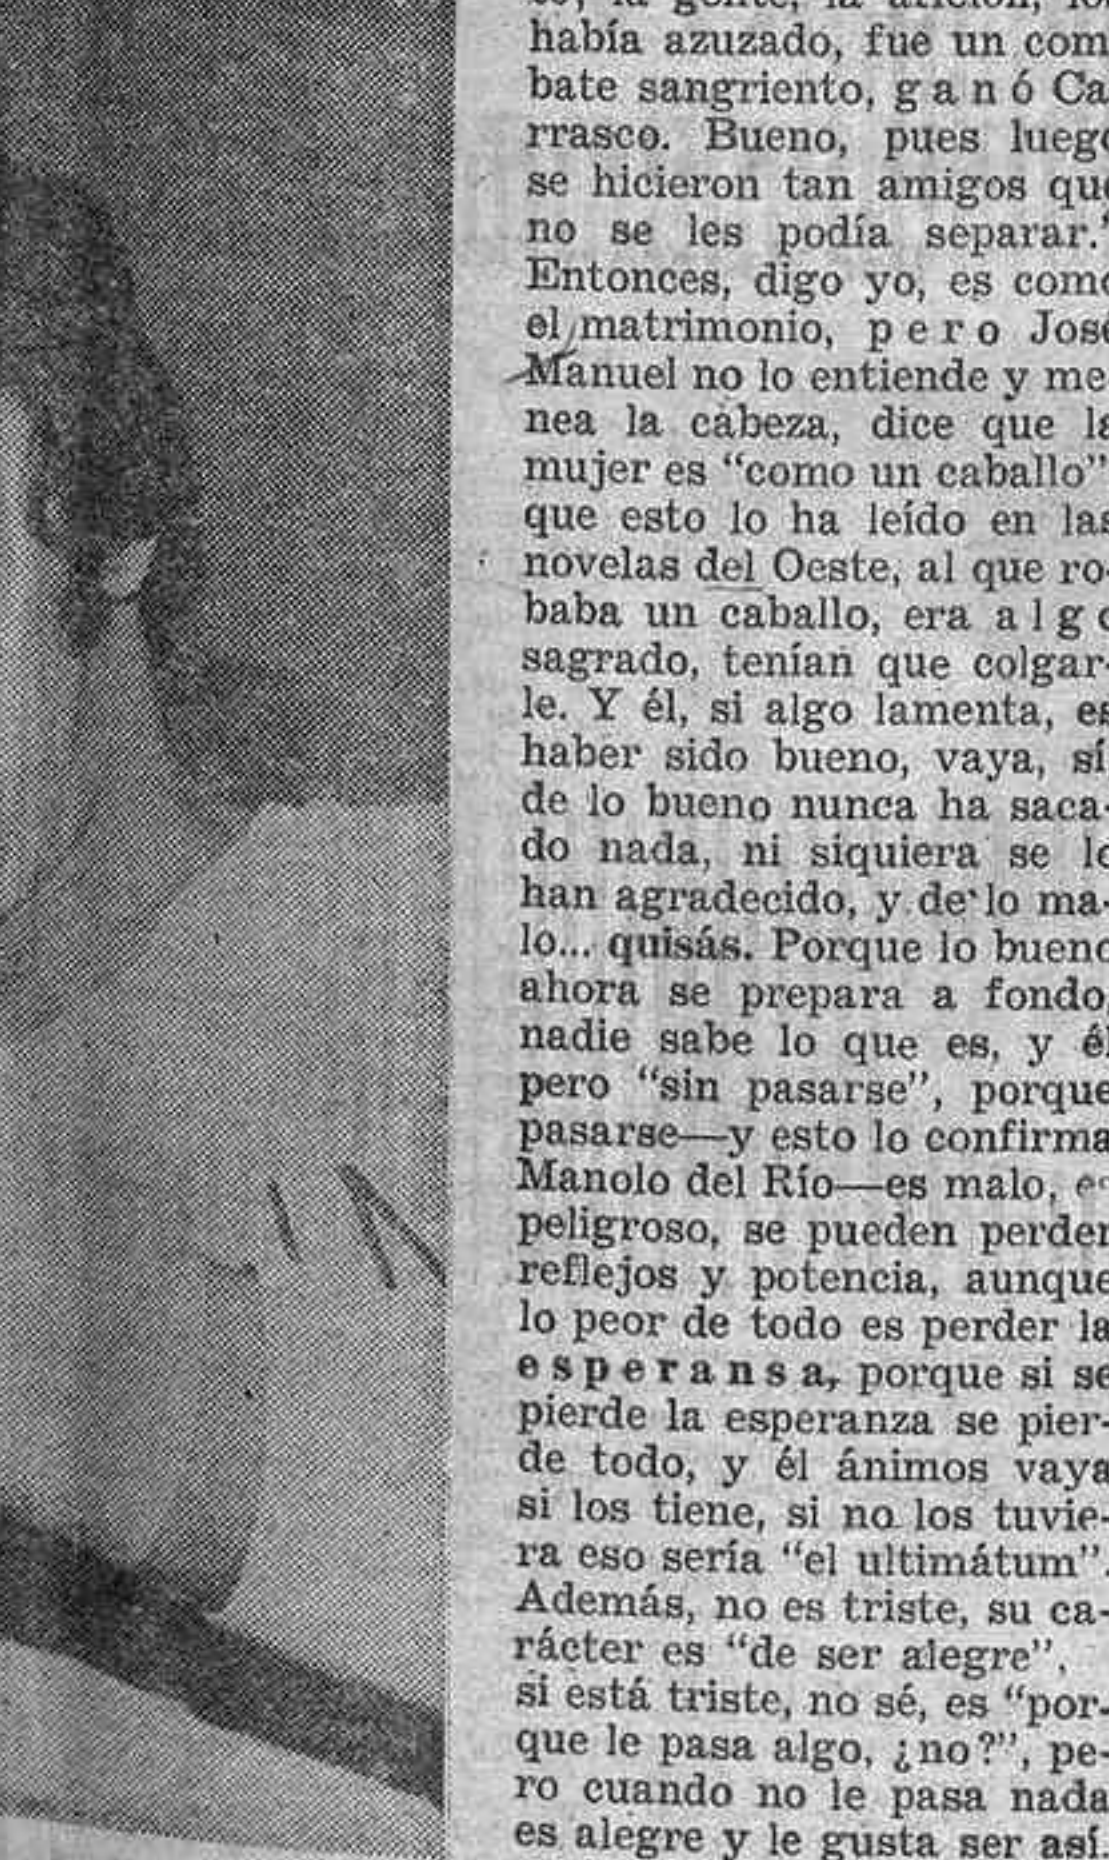 la gente, la afición,
había azuzado, fue un com
bate sangriento, g a n ó Ca
rrasco. Bueno, pues lueg
se hicieron tan amigos qu
no se les podía separar.”
Entonces, digo yo, es com
el matrimonio, p e r o Jos
Manuel no lo entiende y me
nea la cabeza, dice que la
mujer es “como un caballo”
que esto lo ha leído en las
novelas del Oeste, al que ro-
baba un caballo, era a l g o
sagrado, tenían que colgar-
le. Y él, si algo lamenta, es
haber sido bueno, vaya, sí
de lo bueno nunca ha saca-
do nada, ni siquiera se lo
han agradecido, y de lo ma-
lo... quisás. Porque lo bueno
ahora se prepara a fondo,
nadie sabe lo que es, y él
pero “sin pasarse”, porque
pasarse—y esto lo confirma
Manolo del Río—es malo, es
peligroso, se pueden perder
reflejos y potencia, aunque
lo peor de todo es perder la
e s p e r a n s a, porque si se
pierde la esperanza se pier-
de todo, y él ánimos vaya
si los tiene, si no los tuvie-
ra eso sería “el ultimátum”.
Además, no es triste, su ca-
rácter es “de ser alegre”,
si está triste, no sé, es “por-
que le pasa algo, ¿no?”, pe-
ro cuando no le pasa nada
es alegre y le gusta ser así.